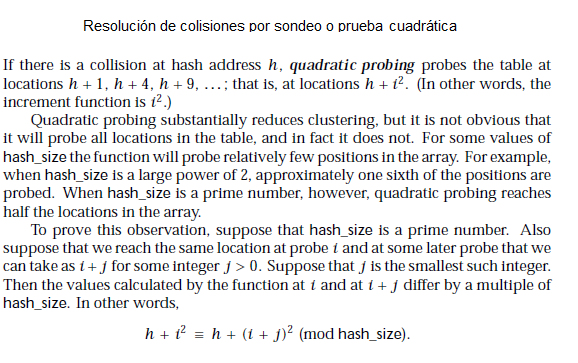 Resolución de colisiones por sondeo o prueba cuadrática
If there is a collision at hash address h, quadratic probing probes the table at
locations h + 1, h + 4, h + 9, ...; that is, at locations h + i². (In other words, the
increment function is i².)
Quadratic probing substantially reduces clustering, but it is not obvious that
it will probe all locations in the table, and in fact it does not. For some values of
hash_size the function will probe relatively few positions in the array. For example,
when hash_size is a large power of 2, approximately one sixth of the positions are
probed. When hash_size is a prime number, however, quadratic probing reaches
half the locations in the array.
To prove this observation, suppose that hash_size is a prime number. Also
suppose that we reach the same location at probe i and at some later probe that we
can take as i + j for some integer j > 0. Suppose that j is the smallest such integer.
Then the values calculated by the function at i and at i + j differ by a multiple of
hash_size. In other words,
h + i² ≡ h + (i + j)² (mod hash_size).